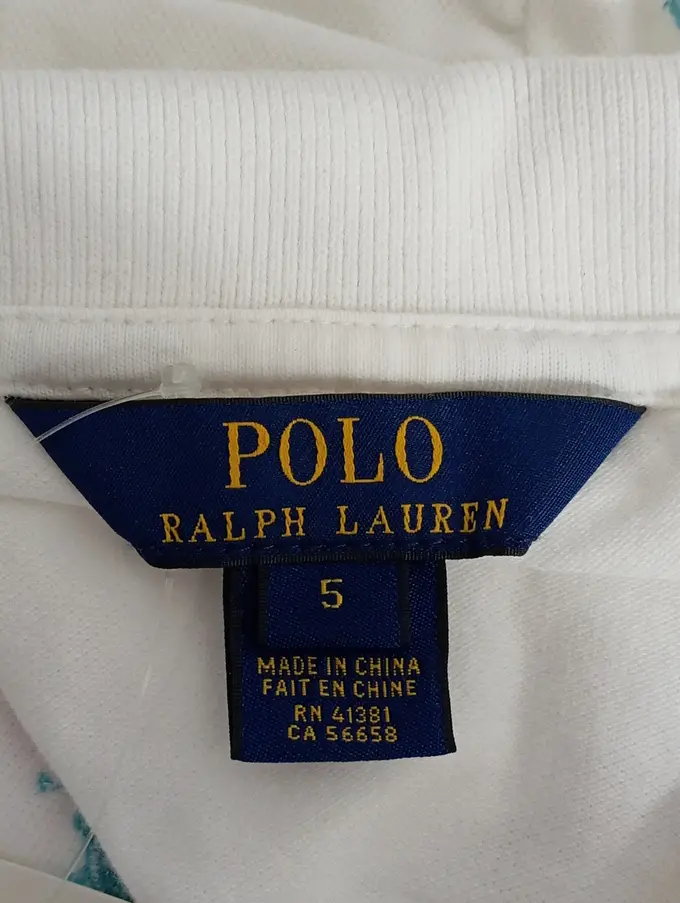 POLO
RALPH LAUREN
5
MADE IN CHINA
FAIT EN CHINE
RN 41381
CA 56658